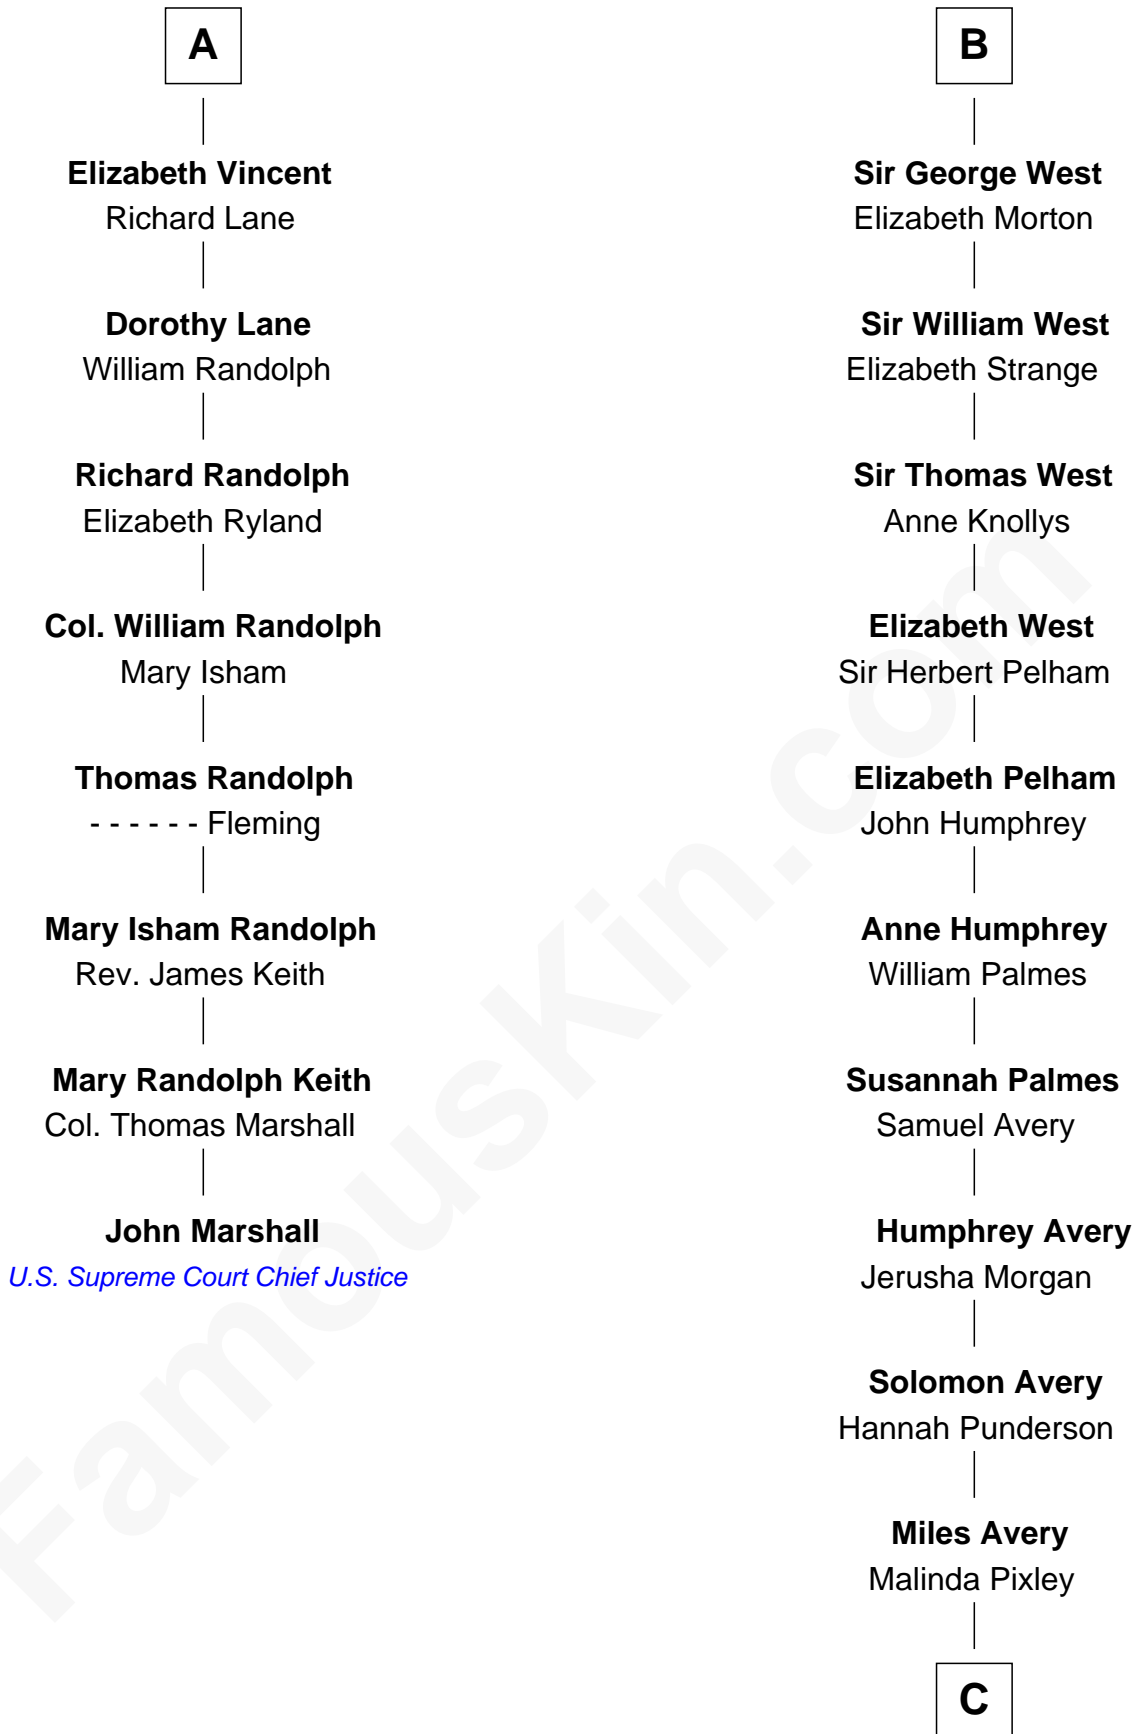 A
Elizabeth Vincent
Richard Lane
Dorothy Lane
William Randolph
Richard Randolph
Elizabeth Ryland
Col. William Randolph
Mary Isham
Thomas Randolph
- - - - - - Fleming
Mary Isham Randolph
Rev. James Keith
Mary Randolph Keith
Col. Thomas Marshall
John Marshall
U.S. Supreme Court Chief Justice
B
Sir George West
Elizabeth Morton
Sir William West
Elizabeth Strange
Sir Thomas West
Anne Knollys
Elizabeth West
Sir Herbert Pelham
Elizabeth Pelham
John Humphrey
Anne Humphrey
William Palmes
Susannah Palmes
Samuel Avery
Humphrey Avery
Jerusha Morgan
Solomon Avery
Hannah Punderson
Miles Avery
Malinda Pixley
C
FamousKin.com